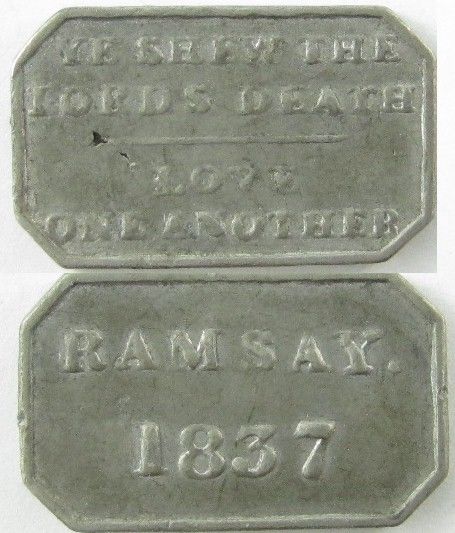 YE SHEW THE
LORDS DEATH
LOVE
ONE ANOTHER
RAMSAY.
1837